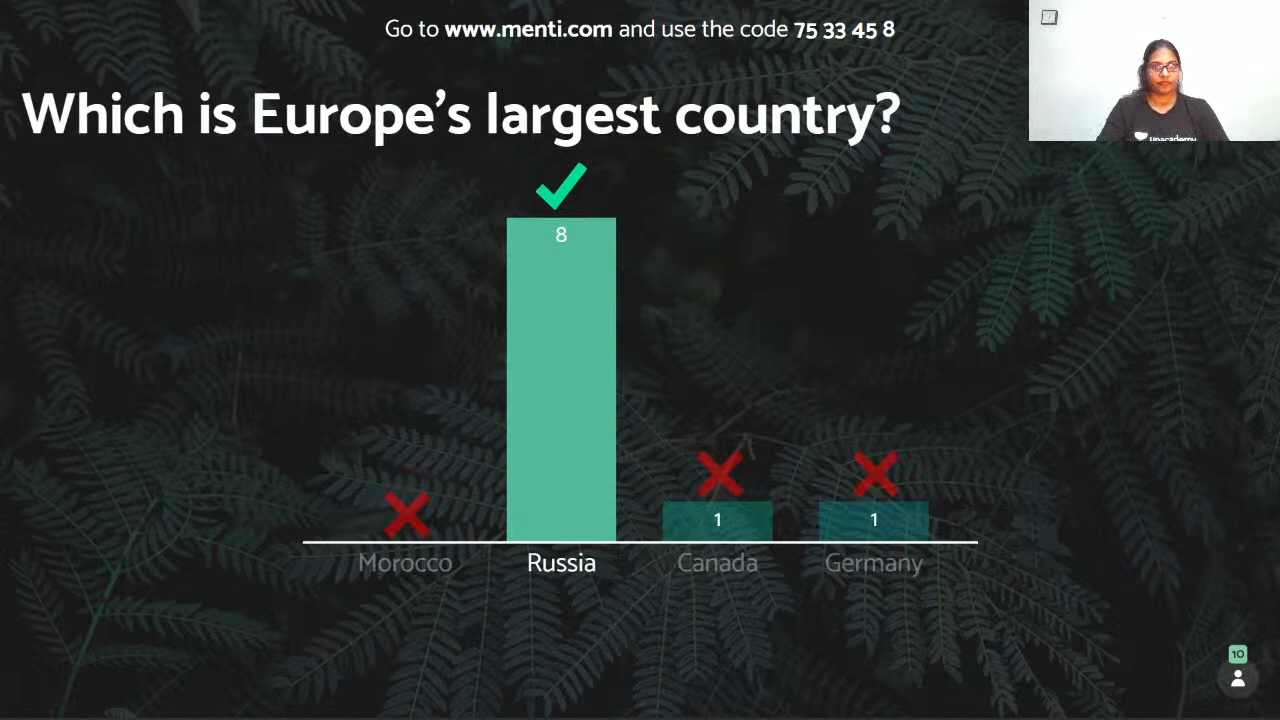 Go to www.menti.com and use the code 75 33 45 8
Which is Europe's largest country?
8
1
1
Morocco
Russia
Canada
Germany
unacademy
10